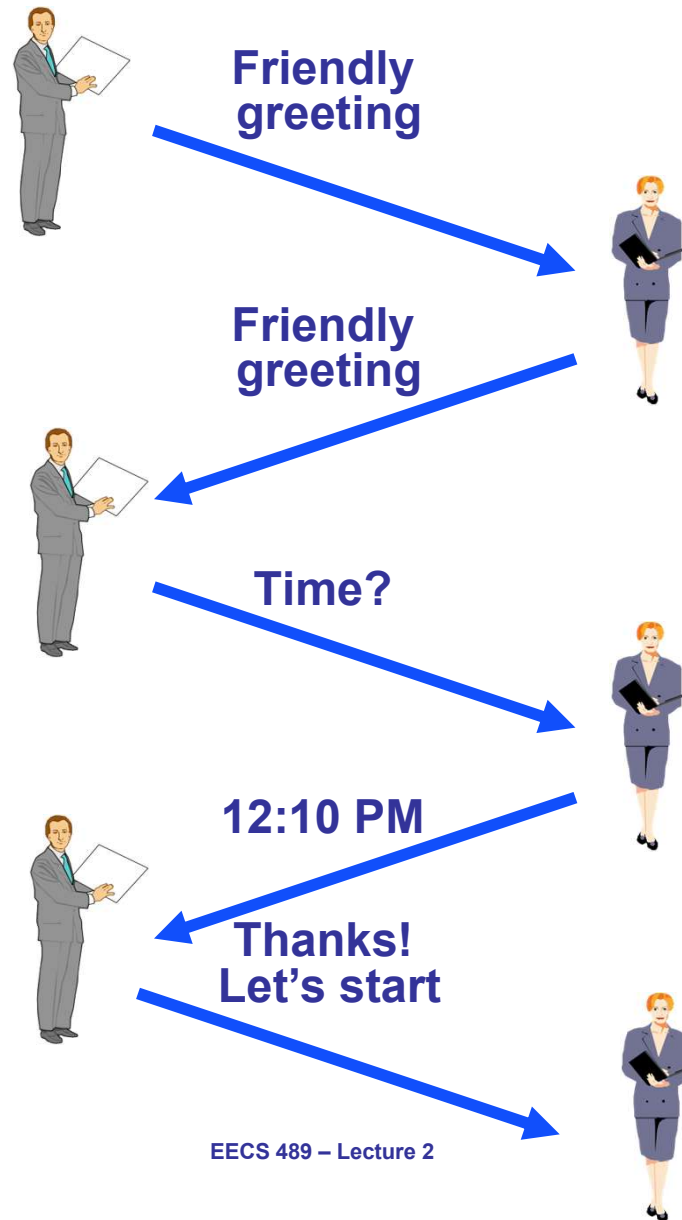 Friendly
greeting
Friendly
greeting
Time?
12:10 PM
Thanks!
Let’s start
EECS 489 – Lecture 2